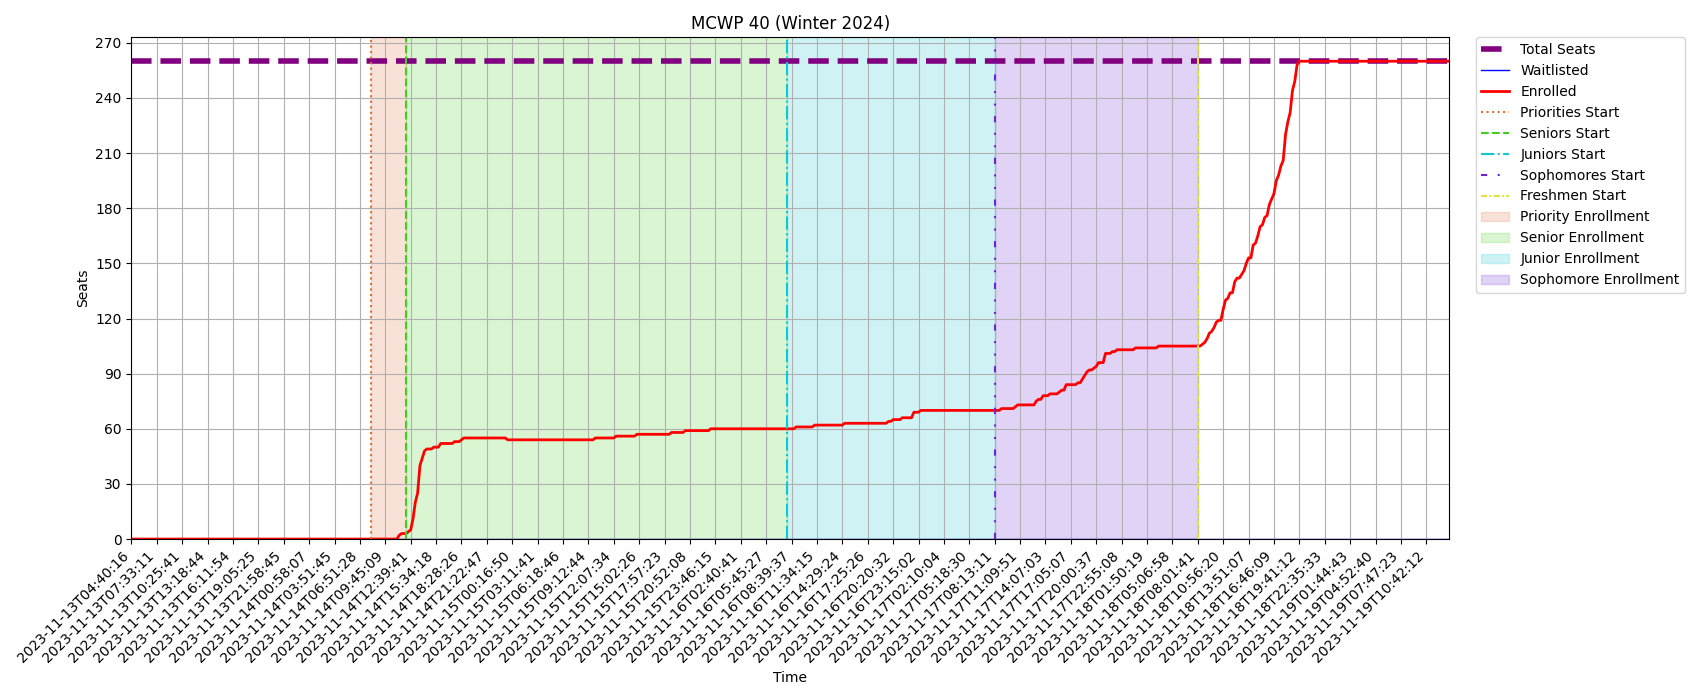 MCWP 40 (Winter 2024)
270
240
210
180
150
120
90
60
30
0
Seats
2023-11-13T04:40:16
2023-11-13T07:33:11
2023-11-13T10:25:41
2023-11-13T13:18:44
2023-11-13T16:11:54
2023-11-13T19:05:25
2023-11-13T21:58:45
2023-11-14T00:58:07
2023-11-14T03:51:45
2023-11-14T06:51:28
2023-11-14T09:45:09
2023-11-14T12:39:41
2023-11-14T15:34:18
2023-11-14T18:28:26
2023-11-14T21:22:47
2023-11-15T00:16:50
2023-11-15T03:11:41
2023-11-15T06:18:46
2023-11-15T09:12:44
2023-11-15T12:07:34
2023-11-15T15:02:26
2023-11-15T17:57:23
2023-11-15T20:52:08
2023-11-15T23:46:15
2023-11-16T02:40:41
2023-11-16T05:45:27
2023-11-16T08:39:37
2023-11-16T11:34:15
2023-11-16T14:29:24
2023-11-16T17:25:26
2023-11-16T20:20:32
2023-11-16T23:15:02
2023-11-17T02:10:04
2023-11-17T05:18:30
2023-11-17T08:13:11
2023-11-17T11:09:51
2023-11-17T14:07:03
2023-11-17T17:05:07
2023-11-17T20:00:37
2023-11-17T22:55:08
2023-11-18T01:50:19
2023-11-18T05:06:58
2023-11-18T08:01:41
2023-11-18T10:56:20
2023-11-18T13:51:07
2023-11-18T16:46:09
2023-11-18T19:41:12
2023-11-18T22:35:33
2023-11-19T01:44:43
2023-11-19T04:52:40
2023-11-19T07:47:23
2023-11-19T10:42:12
Time
Total Seats
Waitlisted
Enrolled
Priorities Start
Seniors Start
Juniors Start
Sophomores Start
Freshmen Start
Priority Enrollment
Senior Enrollment
Junior Enrollment
Sophomore Enrollment